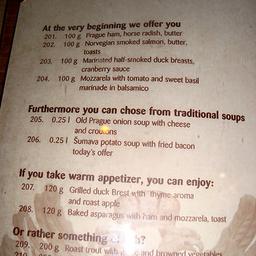 At the very beginning we offer you
201. 100 g Prague ham, horse radish, butter
202. 100 g Norvegian smoked salmon, butter,
toasts
203. 100 g Marinated half-smoked duck breasts,
cranberry sauce
204. 100 g Mozzarela with tomato and sweet basil
marinade in balsamico
Furthermore you can chose from traditional soups
205. 0.25 l Old Prague onion soup with cheese
and croutons
206. 0.25 l Šumava potato soup with fried bacon
today's offer
If you take warm appetizer, you can enjoy:
207. 120 g Grilled duck Brest with thyme aroma
and roast apple
208. 120 g Baked asparagus with ham and mozzarela, toast
Or rather something
209. 200 g Roast trout with and browned vegetables
210.